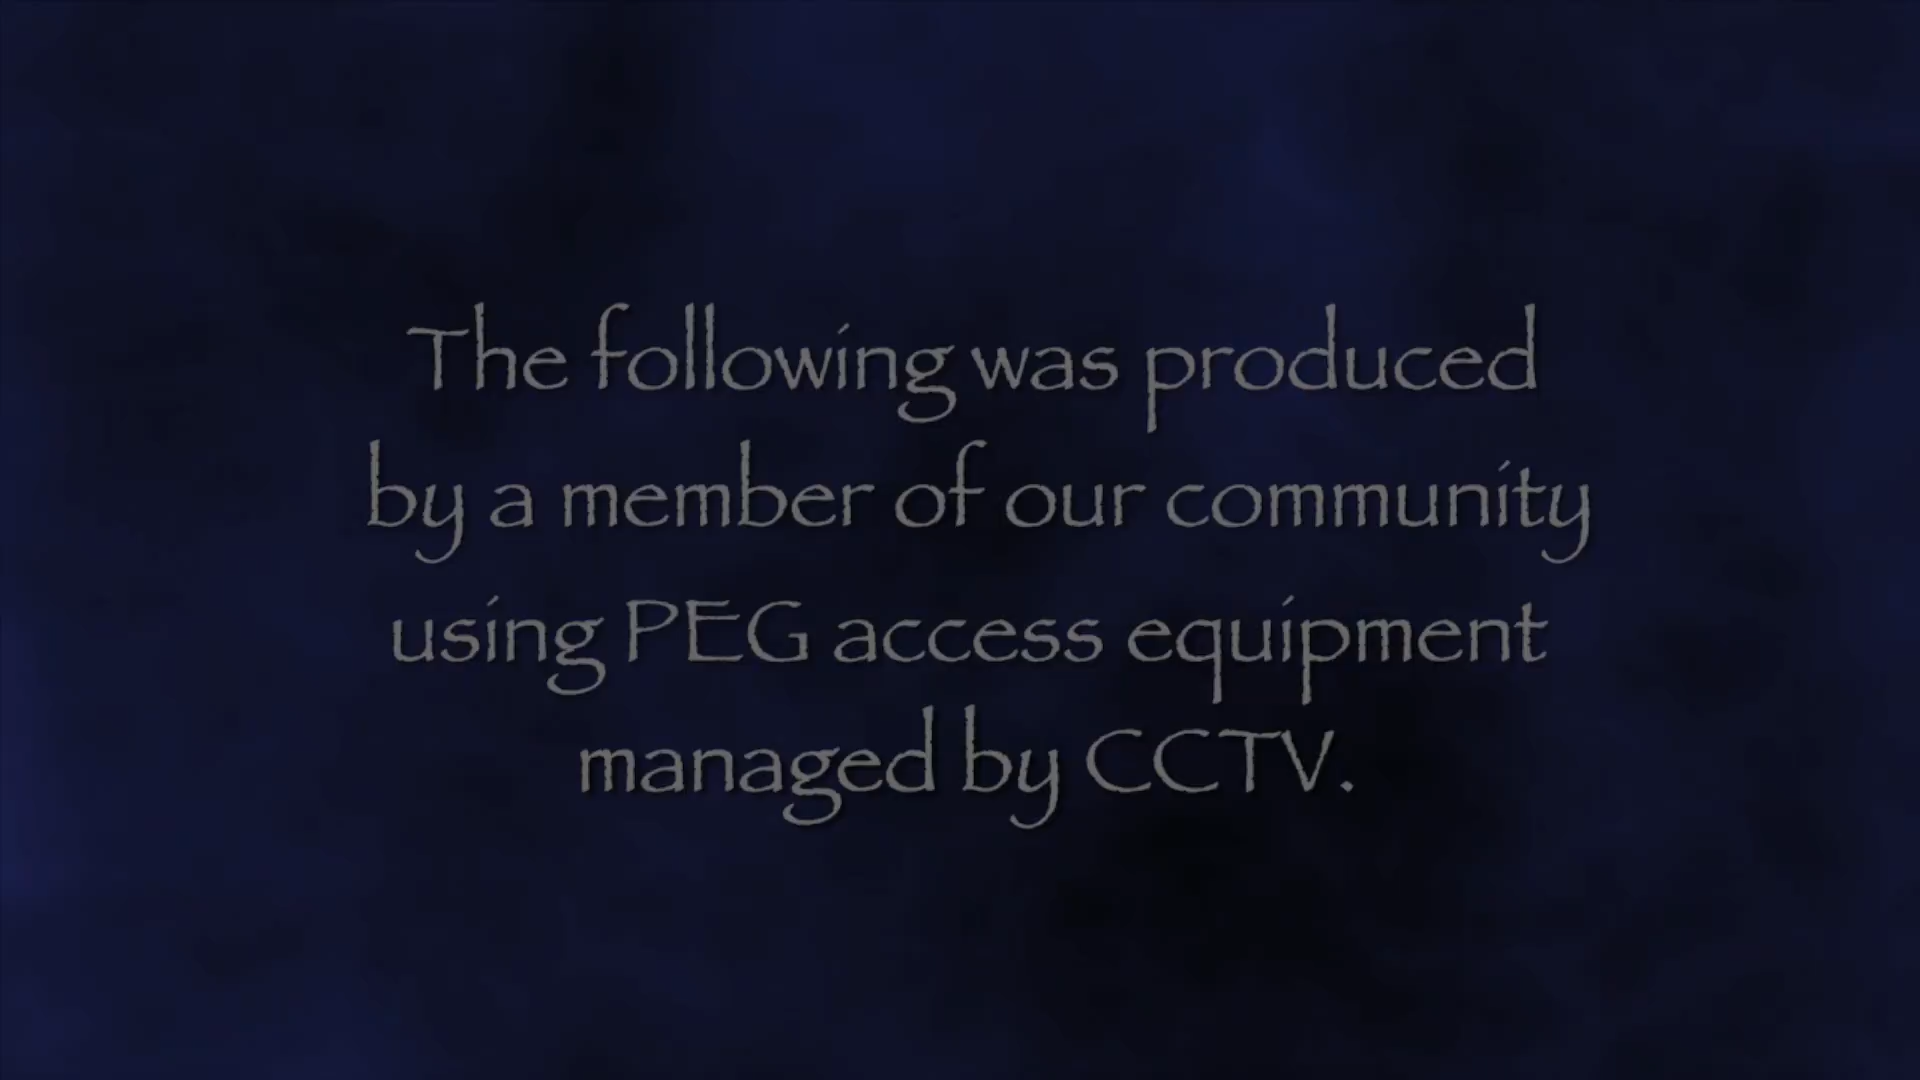 The following was produced
by a member of our community
using PEG access equipment
managed by CCTV.